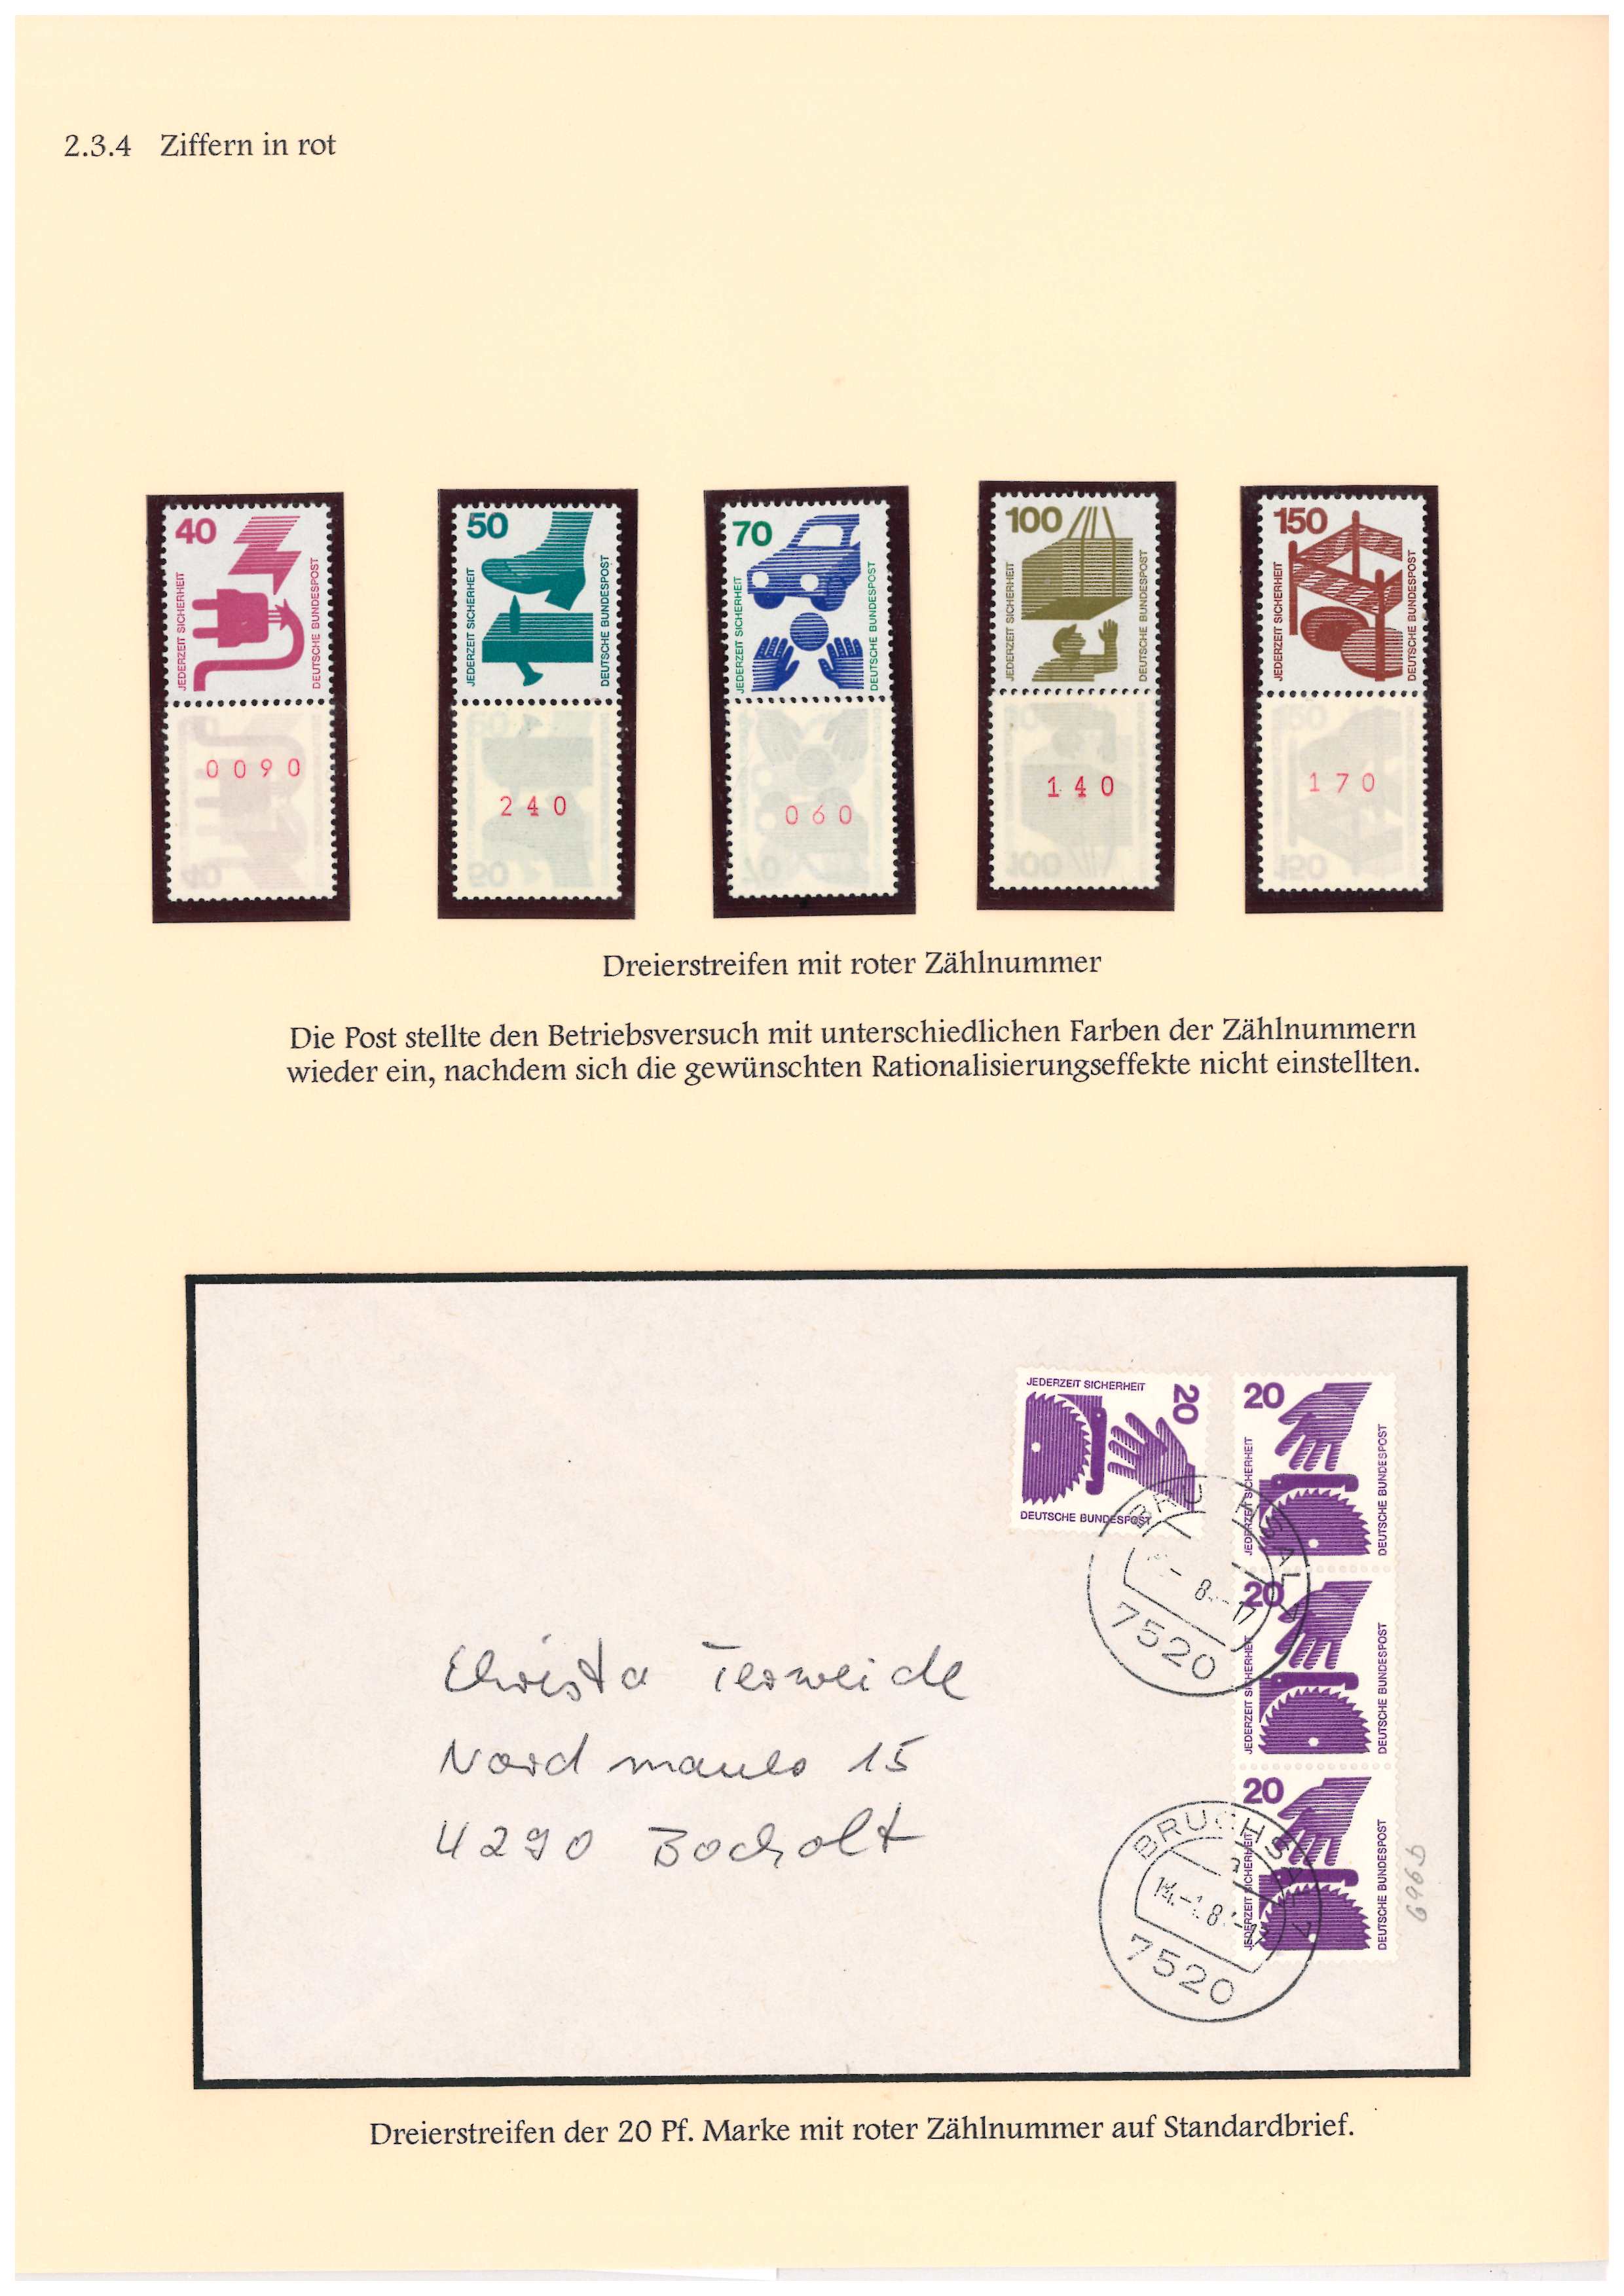 2.3.4 Ziffern in rot
40
JEDERZEIT SICHERHEIT
DEUTSCHE BUNDESPOST
0090
50
JEDERZEIT SICHERHEIT
DEUTSCHE BUNDESPOST
240
70
JEDERZEIT SICHERHEIT
DEUTSCHE BUNDESPOST
060
100
JEDERZEIT SICHERHEIT
DEUTSCHE BUNDESPOST
140
150
JEDERZEIT SICHERHEIT
DEUTSCHE BUNDESPOST
170
Dreierstreifen mit roter Zählnummer
Die Post stellte den Betriebsversuch mit unterschiedlichen Farben der Zählnummern
wieder ein, nachdem sich die gewünschten Rationalisierungseffekte nicht einstellten.
JEDERZEIT SICHERHEIT
20
DEUTSCHE BUNDESPOST
20
JEDERZEIT SICHERHEIT
DEUTSCHE BUNDESPOST
20
JEDERZEIT SICHERHEIT
DEUTSCHE BUNDESPOST
20
JEDERZEIT SICHERHEIT
DEUTSCHE BUNDESPOST
7520
BRUCHSAL
7520
Christa Terweide
4290 Bocholt
696b
Dreierstreifen der 20 Pf. Marke mit roter Zählnummer auf Standardbrief.